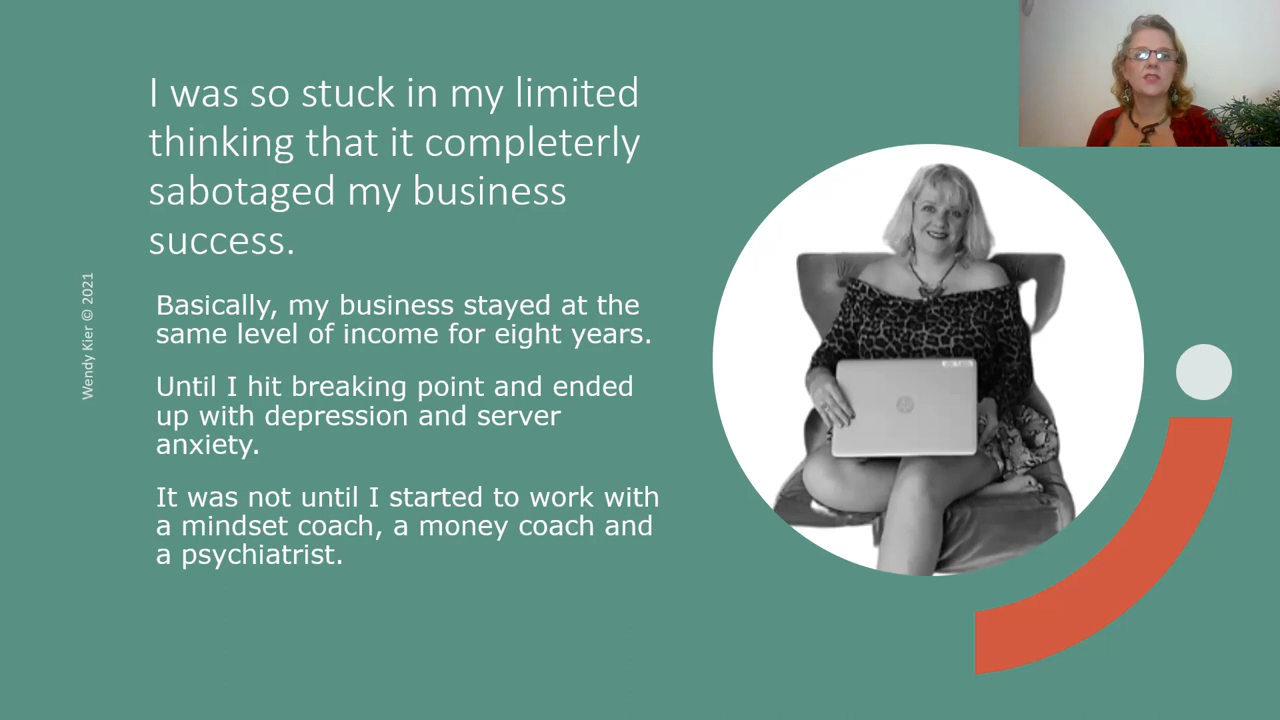 I was so stuck in my limited
thinking that it completerly
sabotaged my business
success.
Basically, my business stayed at the
same level of income for eight years.
Until I hit breaking point and ended
up with depression and server
anxiety.
It was not until I started to work with
a mindset coach, a money coach and
a psychiatrist.
Wendy Kier © 2021